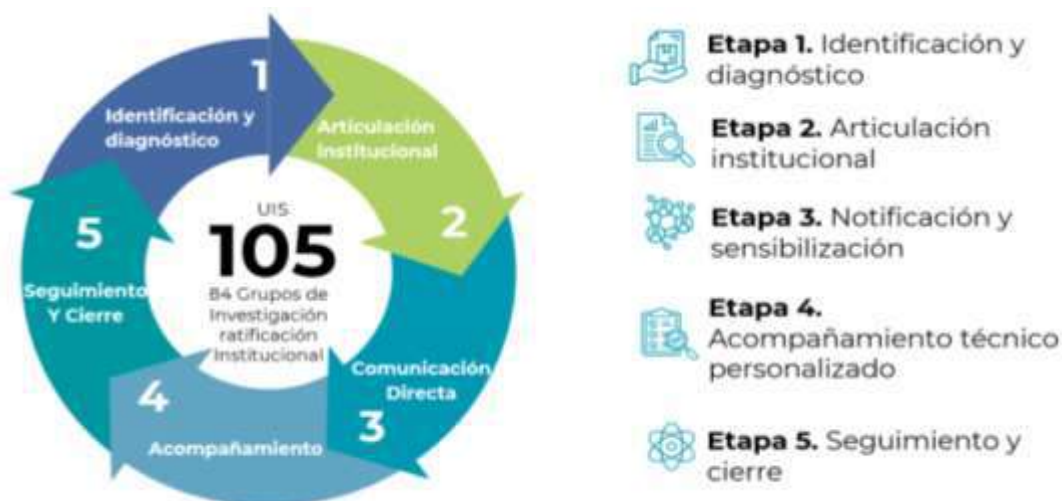 1
Identificación y
diagnóstico
Articulación
Institucional
2
5
Seguimiento
Y Cierre
UIS
105
84 Grupos de
Investigación
ratificación
Institucional
Comunicación
Directa
3
4
Acompañamiento
Etapa 1. Identificación y
diagnóstico
Etapa 2. Articulación
institucional
Etapa 3. Notificación y
sensibilización
Etapa 4.
Acompañamiento técnico
personalizado
Etapa 5. Seguimiento y
cierre